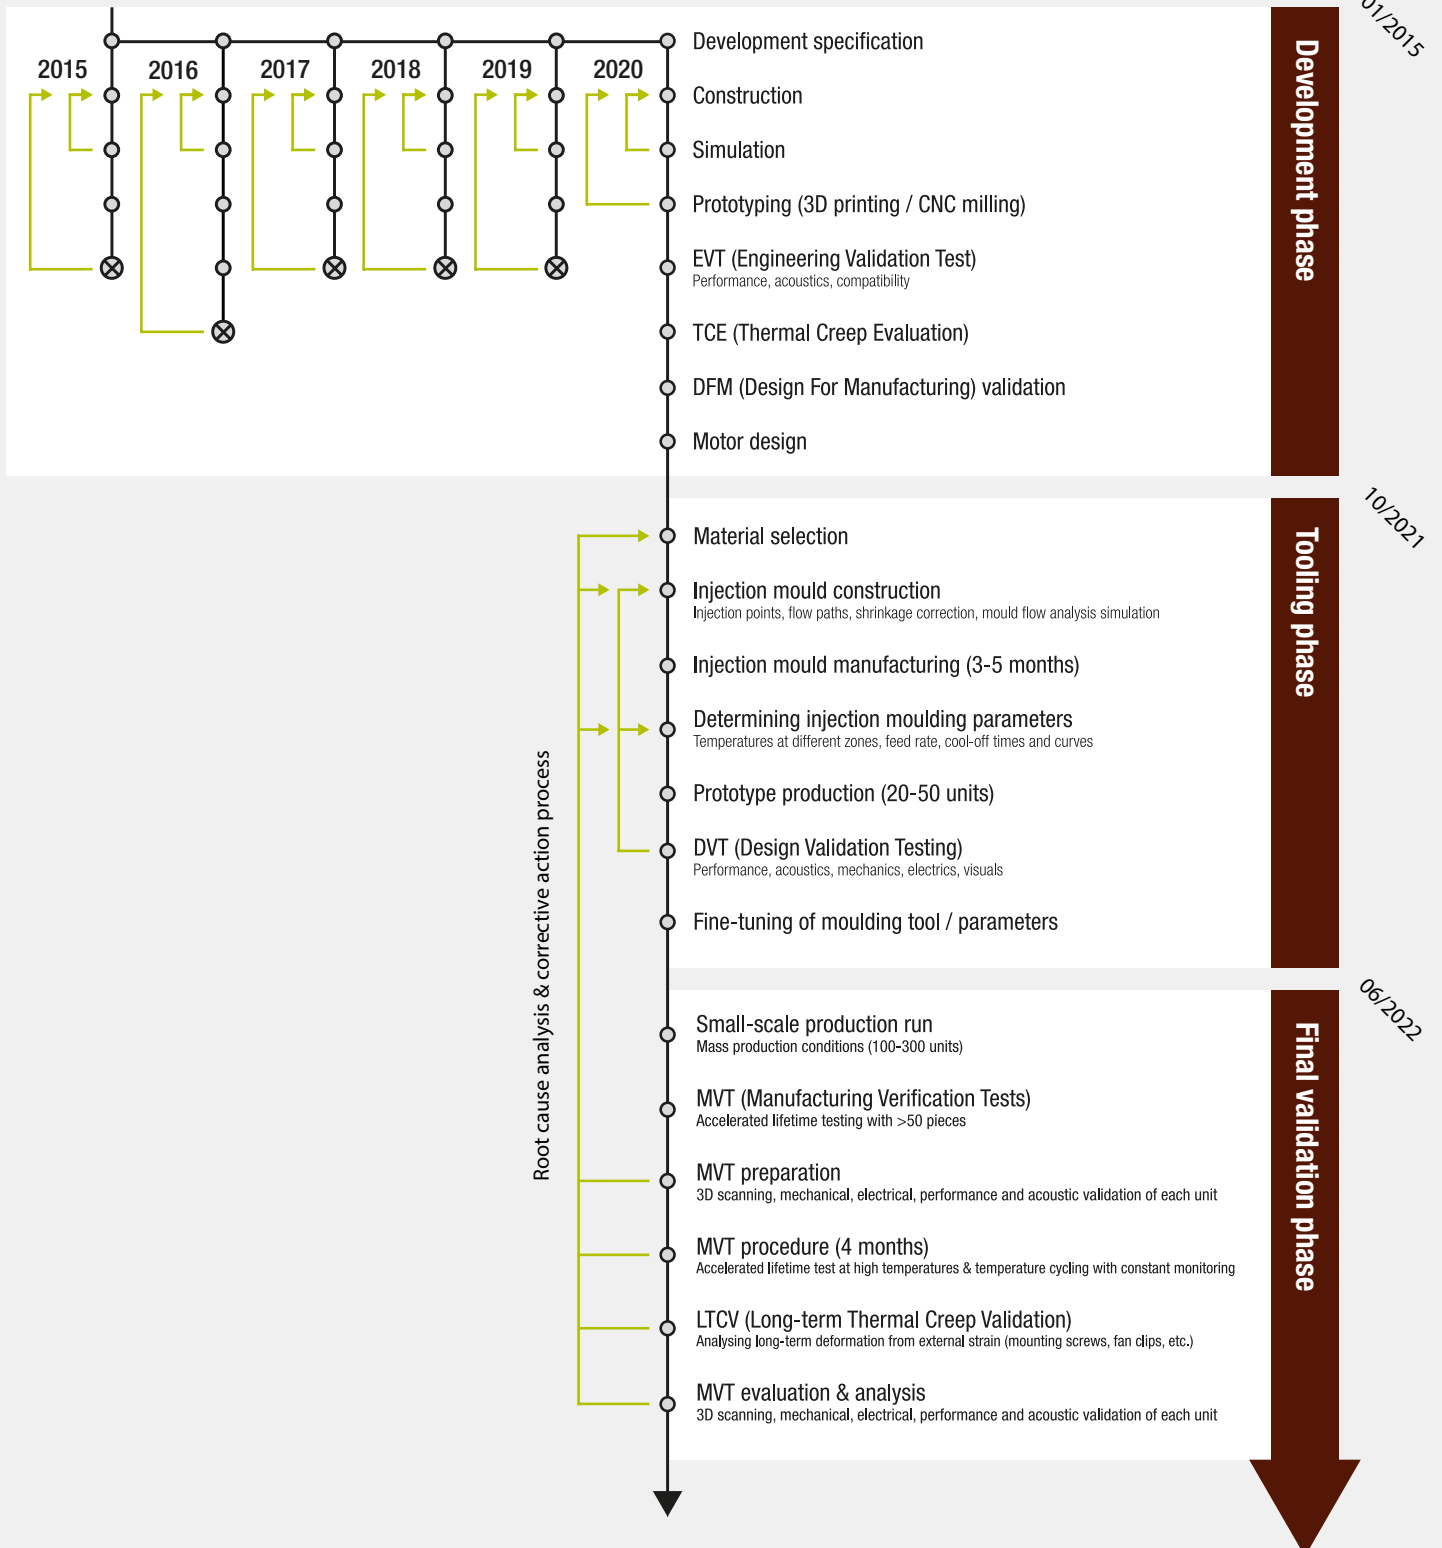 01/2015
Development phase
2015 2016 2017 2018 2019 2020
Development specification
Construction
Simulation
Prototyping (3D printing / CNC milling)
EVT (Engineering Validation Test)
Performance, acoustics, compatibility
TCE (Thermal Creep Evaluation)
DFM (Design For Manufacturing) validation
Motor design
10/2021
Tooling phase
Material selection
Injection mould construction
Injection points, flow paths, shrinkage correction, mould flow analysis simulation
Injection mould manufacturing (3-5 months)
Determining injection moulding parameters
Temperatures at different zones, feed rate, cool-off times and curves
Prototype production (20-50 units)
DVT (Design Validation Testing)
Performance, acoustics, mechanics, electrics, visuals
Fine-tuning of moulding tool / parameters
Root cause analysis & corrective action process
06/2022
Final validation phase
Small-scale production run
Mass production conditions (100-300 units)
MVT (Manufacturing Verification Tests)
Accelerated lifetime testing with >50 pieces
MVT preparation
3D scanning, mechanical, electrical, performance and acoustic validation of each unit
MVT procedure (4 months)
Accelerated lifetime test at high temperatures & temperature cycling with constant monitoring
LTCV (Long-term Thermal Creep Validation)
Analysing long-term deformation from external strain (mounting screws, fan clips, etc.)
MVT evaluation & analysis
3D scanning, mechanical, electrical, performance and acoustic validation of each unit